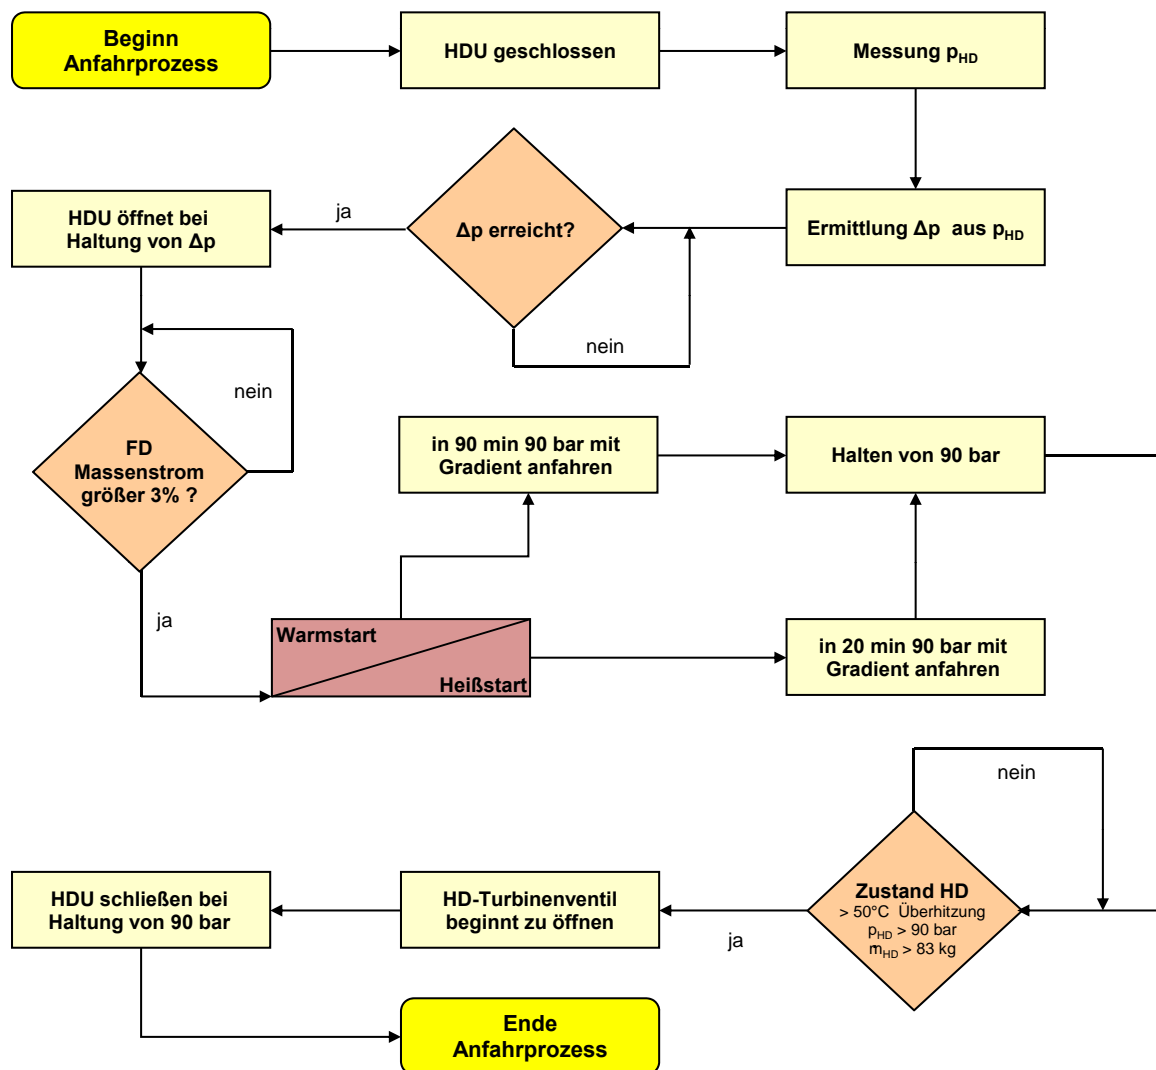 Beginn
Anfahrprozess
HDU geschlossen
Messung pHD
HDU öffnet bei
Haltung von Δp
ja
Δp erreicht?
Ermittlung Δp aus pHD
nein
nein
FD
Massenstrom
größer 3% ?
in 90 min 90 bar mit
Gradient anfahren
Halten von 90 bar
ja
Warmstart
Heißstart
in 20 min 90 bar mit
Gradient anfahren
nein
HDU schließen bei
Haltung von 90 bar
HD-Turbinenventil
beginnt zu öffnen
ja
Zustand HD
> 50°C Überhitzung
pHD > 90 bar
ṁHD > 83 kg
Ende
Anfahrprozess